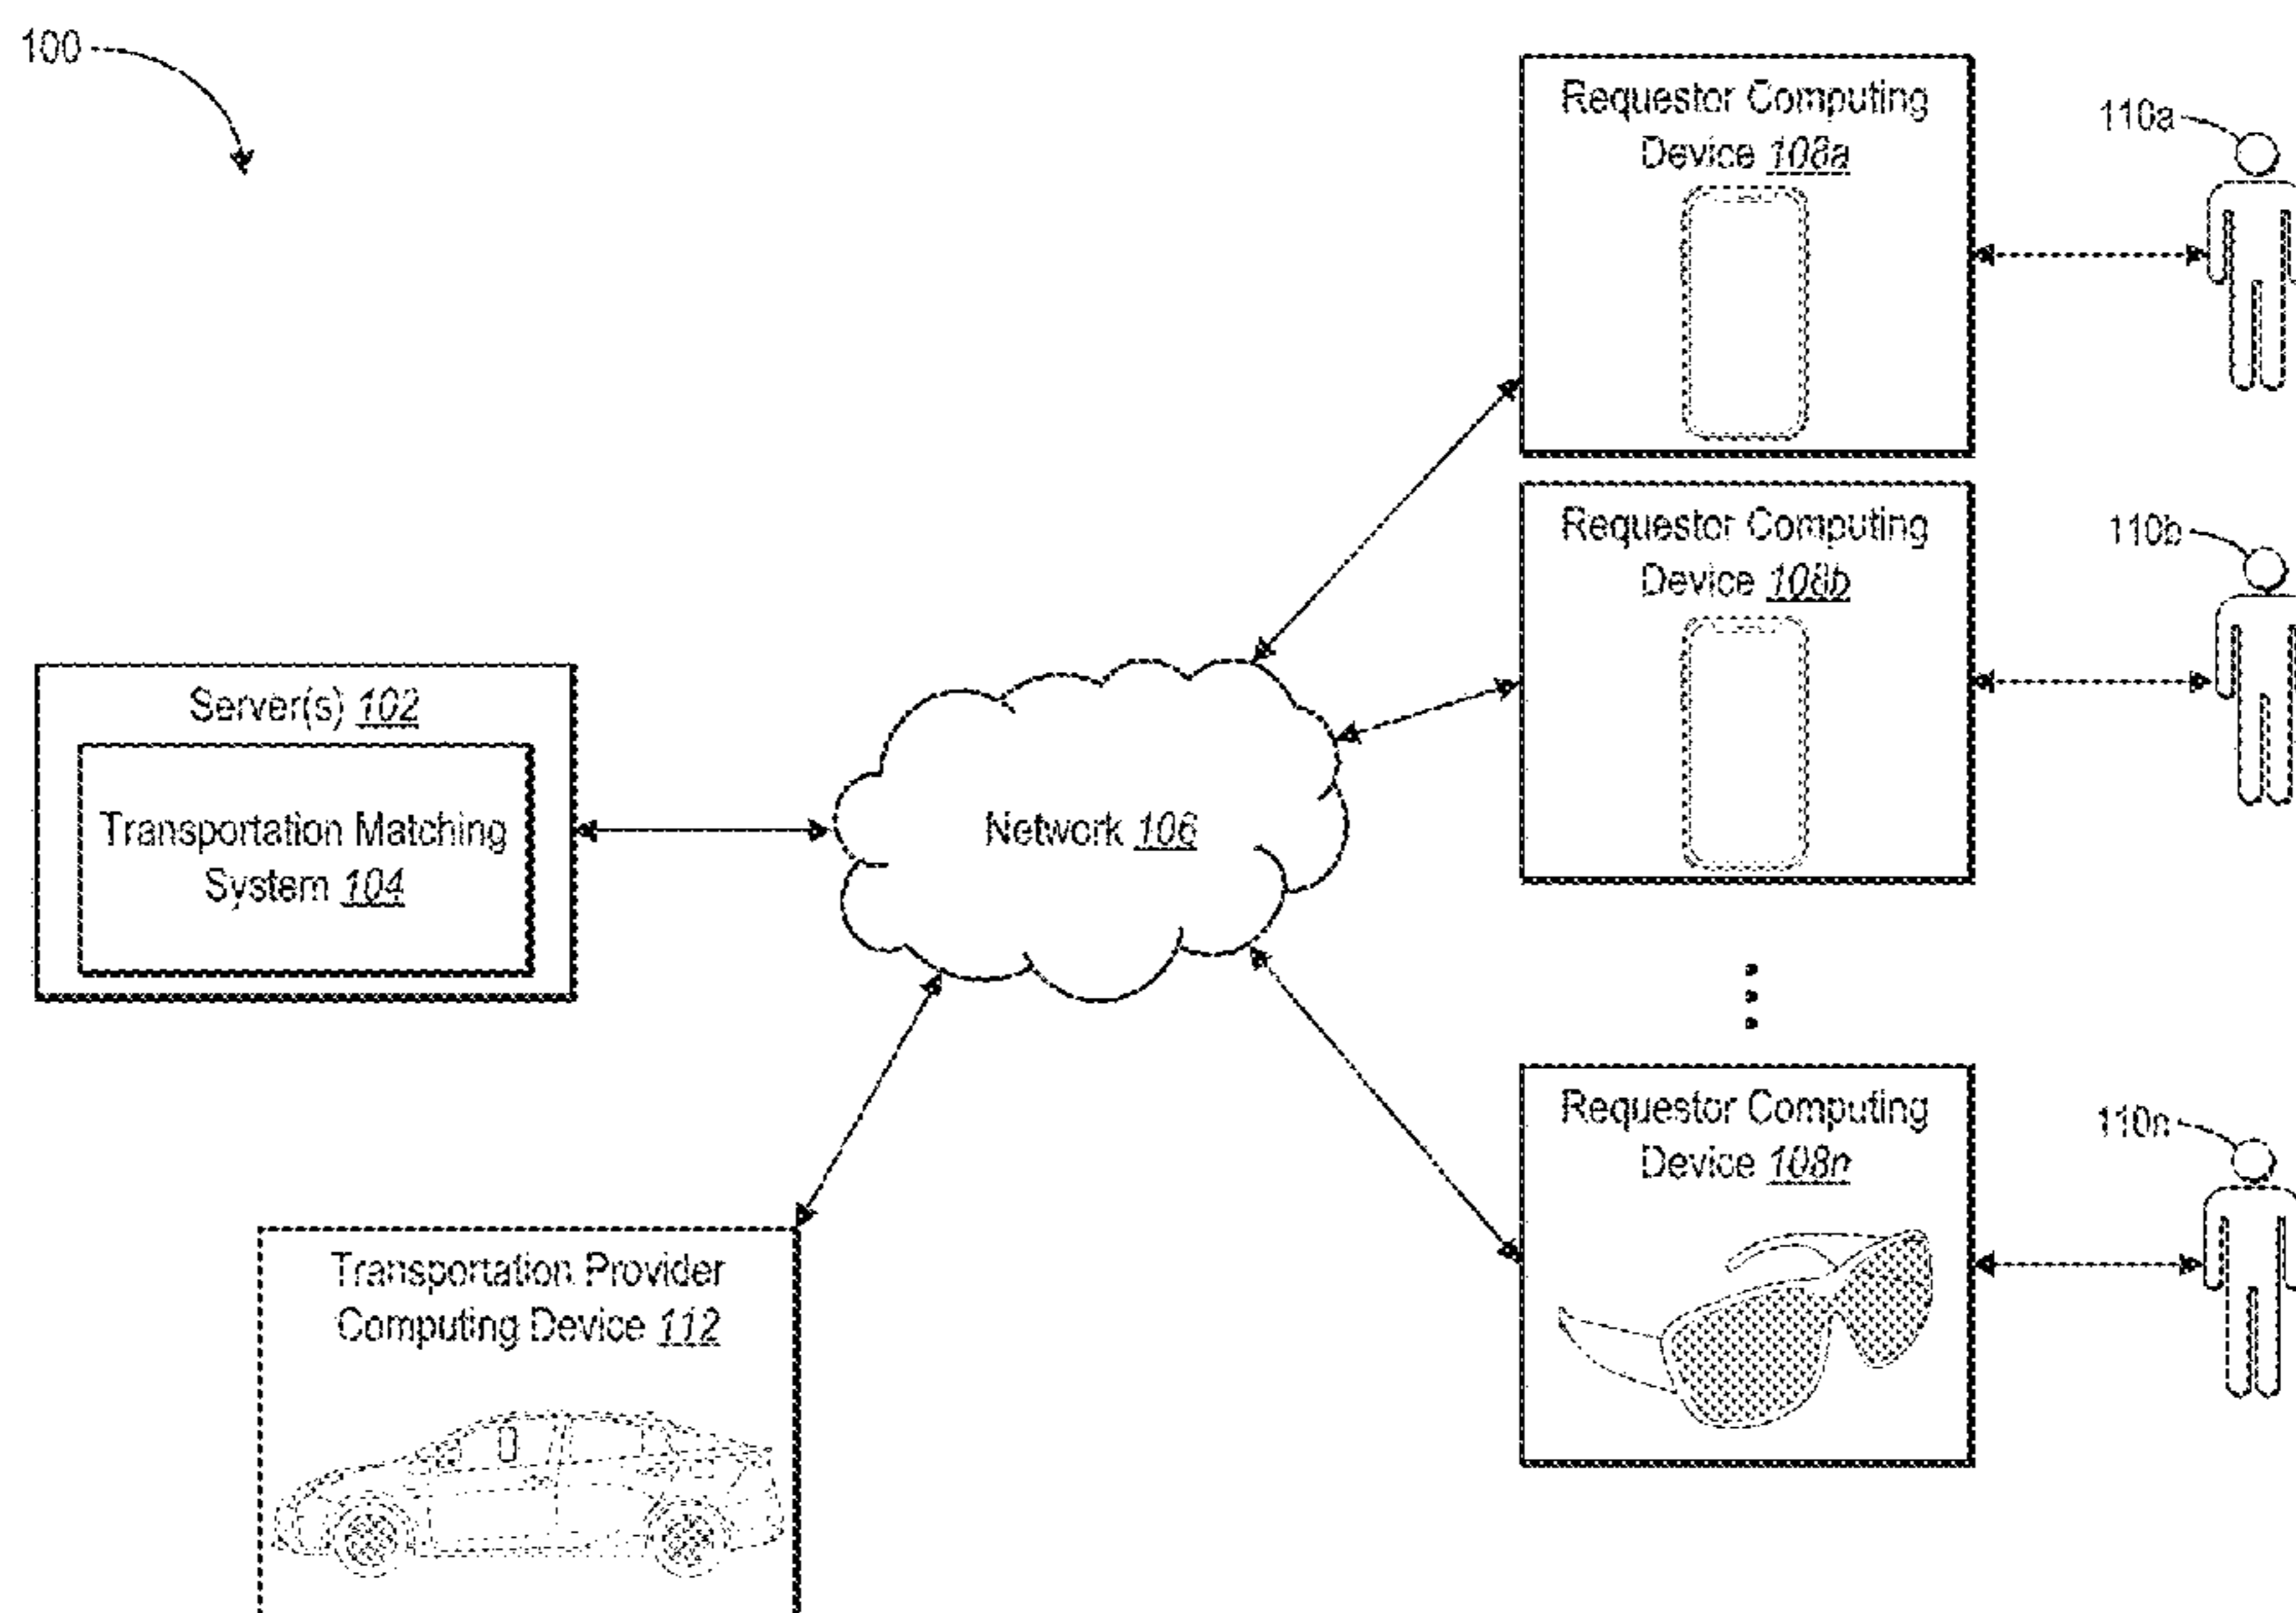 100
Requestor Computing
Device 108a
110a
Requestor Computing
Device 108b
110b
Server(s) 102
Transportation Matching
System 104
Network 106
Requestor Computing
Device 108n
110n
Transportation Provider
Computing Device 112